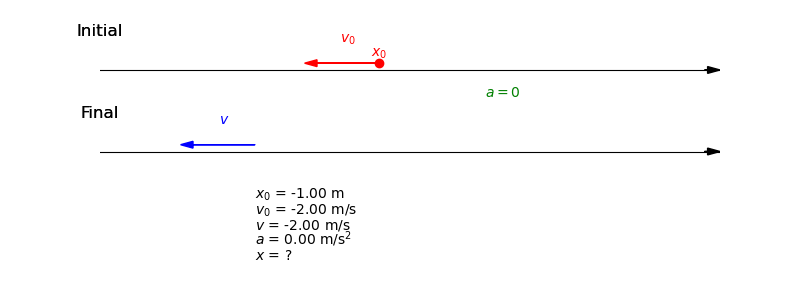 Initial
v₀
x₀
a = 0
Final
v
x₀ = -1.00 m
v₀ = -2.00 m/s
v = -2.00 m/s
a = 0.00 m/s²
x = ?